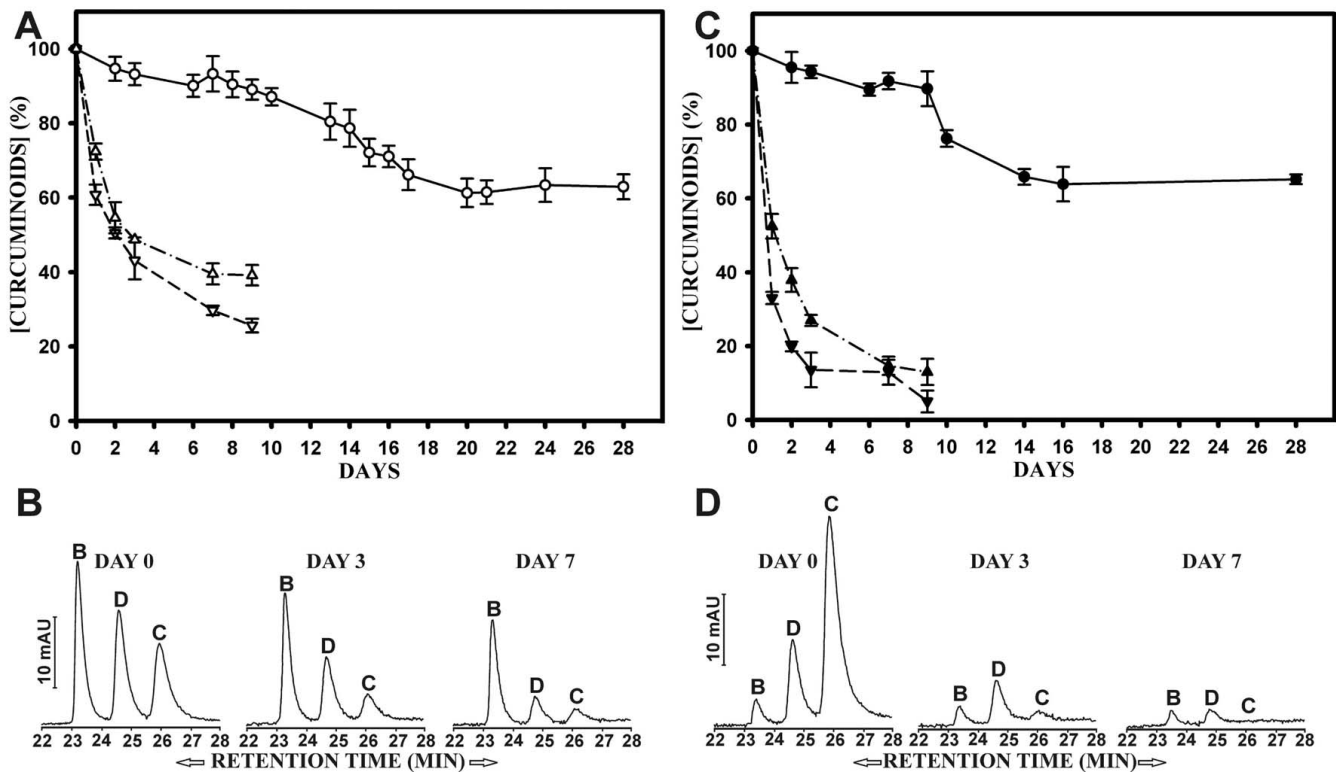 A
[CURCUMINOIDS] (%)
100
80
60
40
20
0
0 2 4 6 8 10 12 14 16 18 20 22 24 26 28
DAYS
C
[CURCUMINOIDS] (%)
100
80
60
40
20
0
0 2 4 6 8 10 12 14 16 18 20 22 24 26 28
DAYS
B
DAY 0 DAY 3 DAY 7
B D C
B D C
B D C
10 mAU
22 23 24 25 26 27 28 22 23 24 25 26 27 28 22 23 24 25 26 27 28
⇐ RETENTION TIME (MIN) ⇒
D
DAY 0 DAY 3 DAY 7
B D C
B D C
B D C
10 mAU
22 23 24 25 26 27 28 22 23 24 25 26 27 28 22 23 24 25 26 27 28
⇐ RETENTION TIME (MIN) ⇒